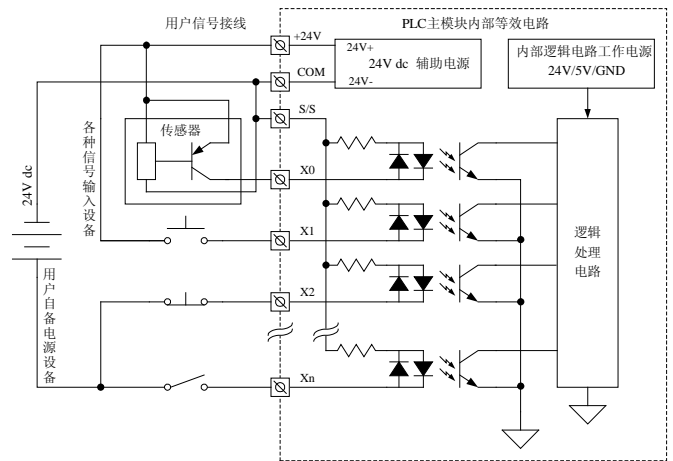 用户信号接线
PLC主模块内部等效电路
+24V
24V+
24V dc 辅助电源
24V-
内部逻辑电路工作电源
24V/5V/GND
COM
S/S
各种信号输入设备
传感器
X0
24V dc
X1
逻辑
处理
电路
用户自备电源设备
X2
Xn